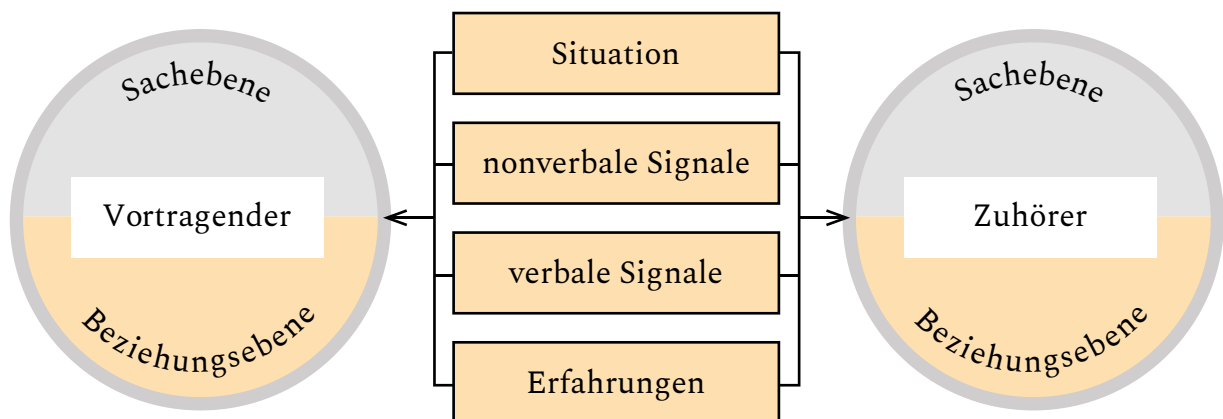 Sachebene
Vortragender
Beziehungsebene
Situation
nonverbale Signale
verbale Signale
Erfahrungen
Sachebene
Zuhörer
Beziehungsebene